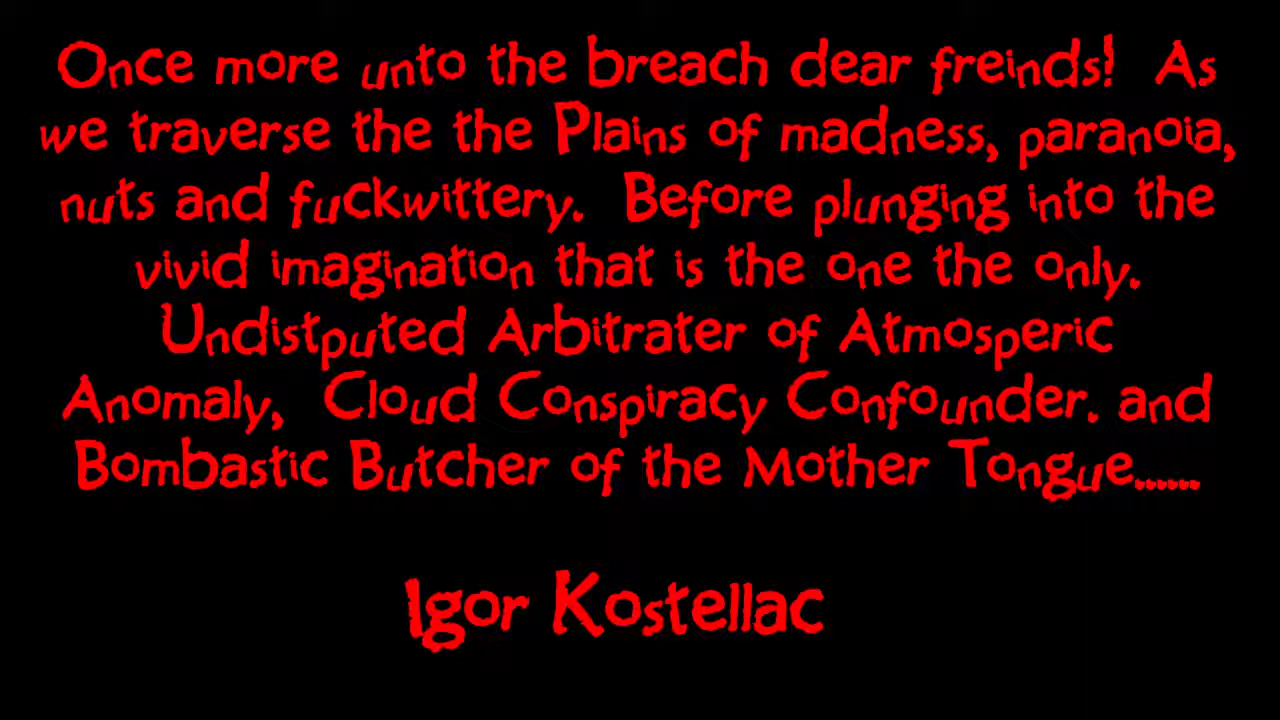 Once more unto the breach dear freinds!  As
we traverse the the Plains of madness, paranoia,
nuts and fuckwittery.  Before plunging into the
vivid imagination that is the one the only.
Undistputed Arbitrater of Atmosperic
Anomaly,  Cloud Conspiracy Confounder. and
Bombastic Butcher of the Mother Tongue......
Igor Kostellac